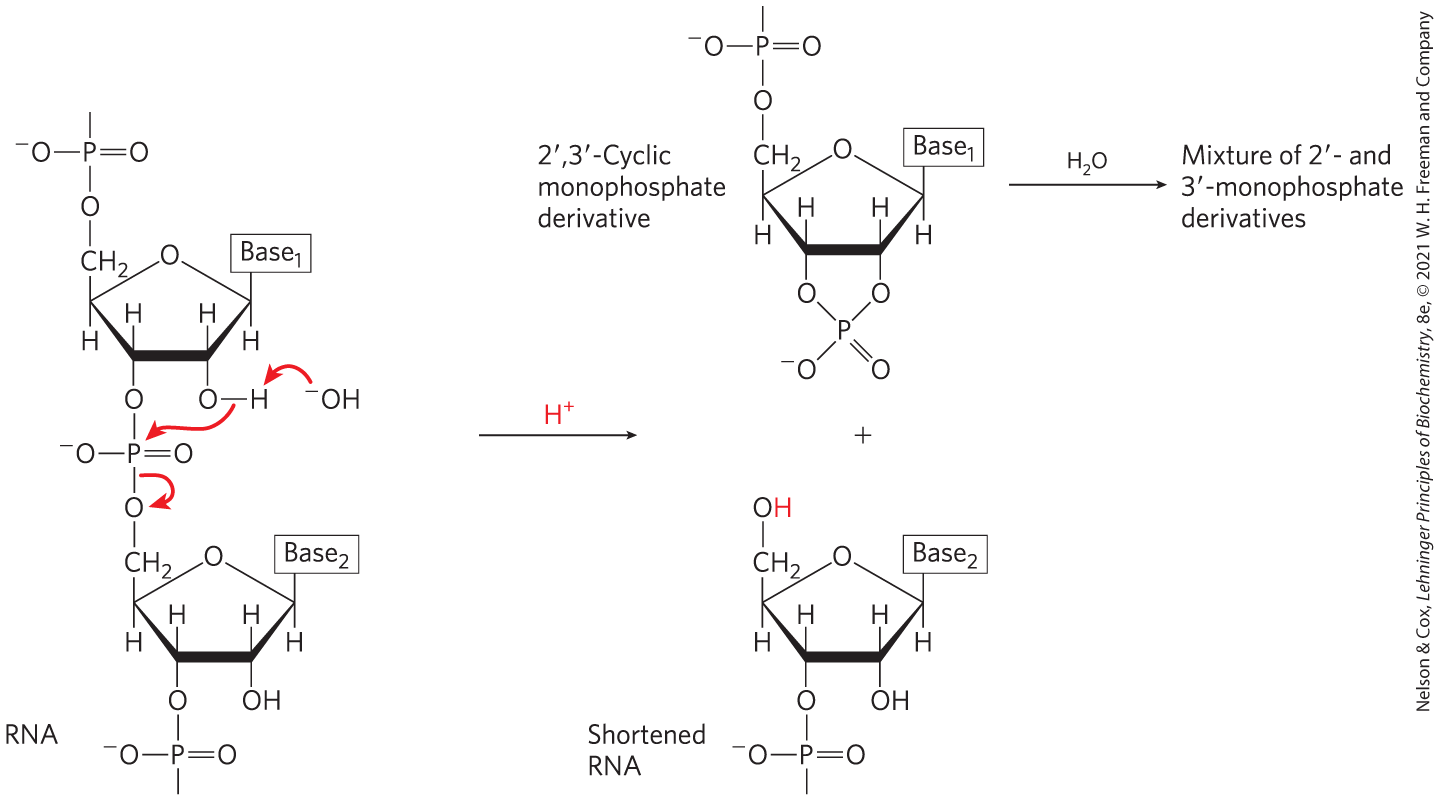 ⁻O—P=O
O
CH₂
O
Base₁
H
H
H
H
O
O—H
⁻OH
⁻O—P=O
O
CH₂
O
Base₂
H
H
H
H
O
OH
RNA
⁻O—P=O
H⁺
⁻O—P=O
O
2′,3′-Cyclic
monophosphate
derivative
CH₂
O
Base₁
H
H
H
H
O
O
P
⁻O
O
+
OH
CH₂
O
Base₂
H
H
H
H
O
OH
Shortened
RNA
⁻O—P=O
H₂O
Mixture of 2′- and
3′-monophosphate
derivatives
Nelson & Cox, Lehninger Principles of Biochemistry, 8e, © 2021 W. H. Freeman and Company